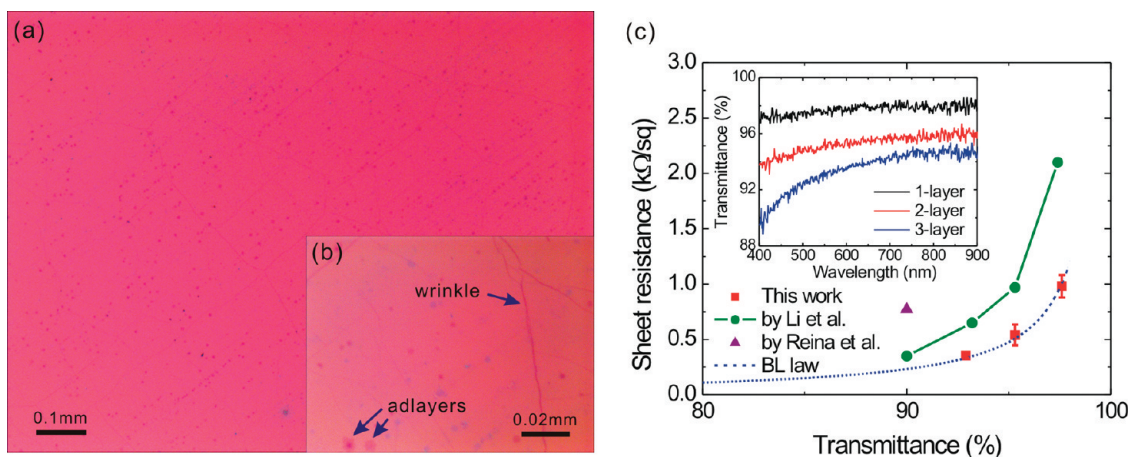 (a)
0.1mm
(b)
wrinkle
adlayers
0.02mm
(c)
Sheet resistance (kΩ/sq)
3.0
2.5
2.0
1.5
1.0
0.5
0.0
80
90
100
Transmittance (%)
Transmittance (%)
100
96
92
88
400 500 600 700 800 900
Wavelength (nm)
1-layer
2-layer
3-layer
This work
by Li et al.
by Reina et al.
BL law